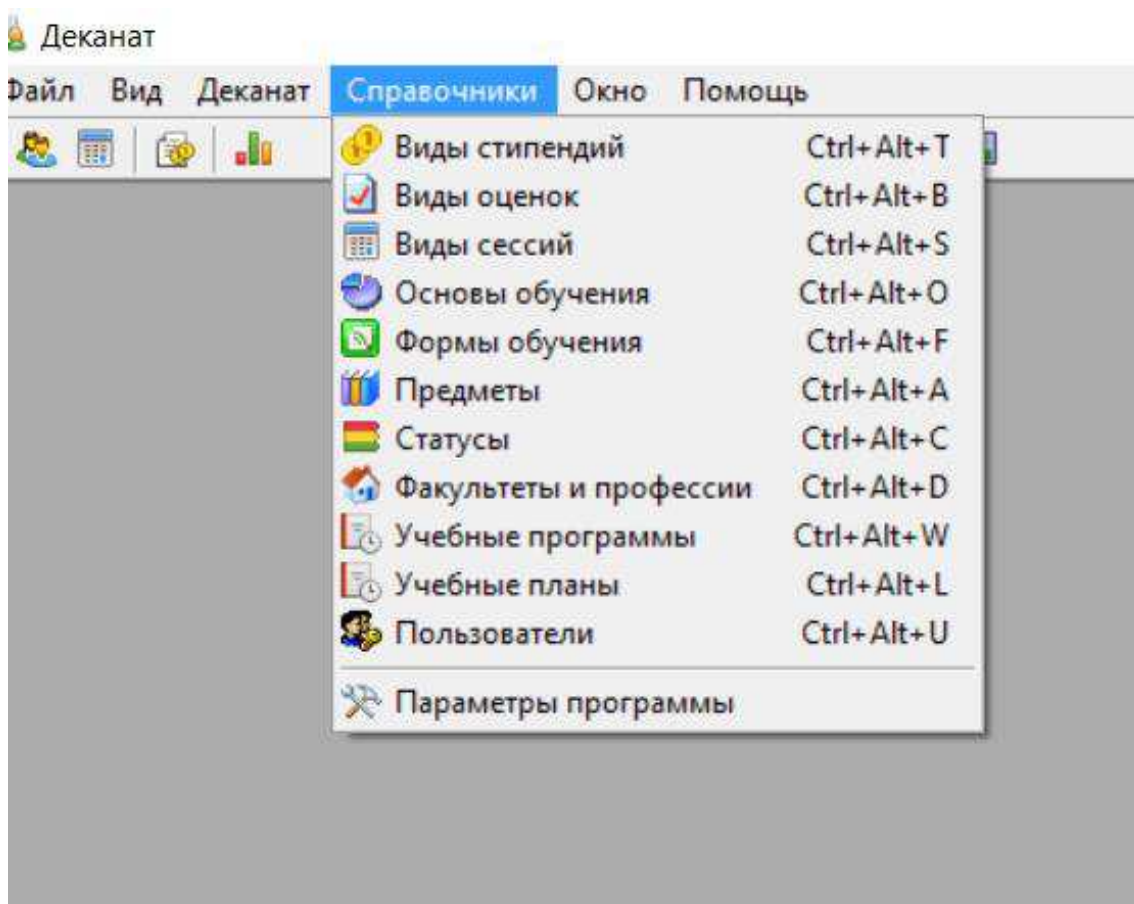 Деканат
Файл Вид Деканат Справочники Окно Помощь
Виды стипендий Ctrl+Alt+T
Виды оценок Ctrl+Alt+B
Виды сессий Ctrl+Alt+S
Основы обучения Ctrl+Alt+O
Формы обучения Ctrl+Alt+F
Предметы Ctrl+Alt+A
Статусы Ctrl+Alt+C
Факультеты и профессии Ctrl+Alt+D
Учебные программы Ctrl+Alt+W
Учебные планы Ctrl+Alt+L
Пользователи Ctrl+Alt+U
Параметры программы